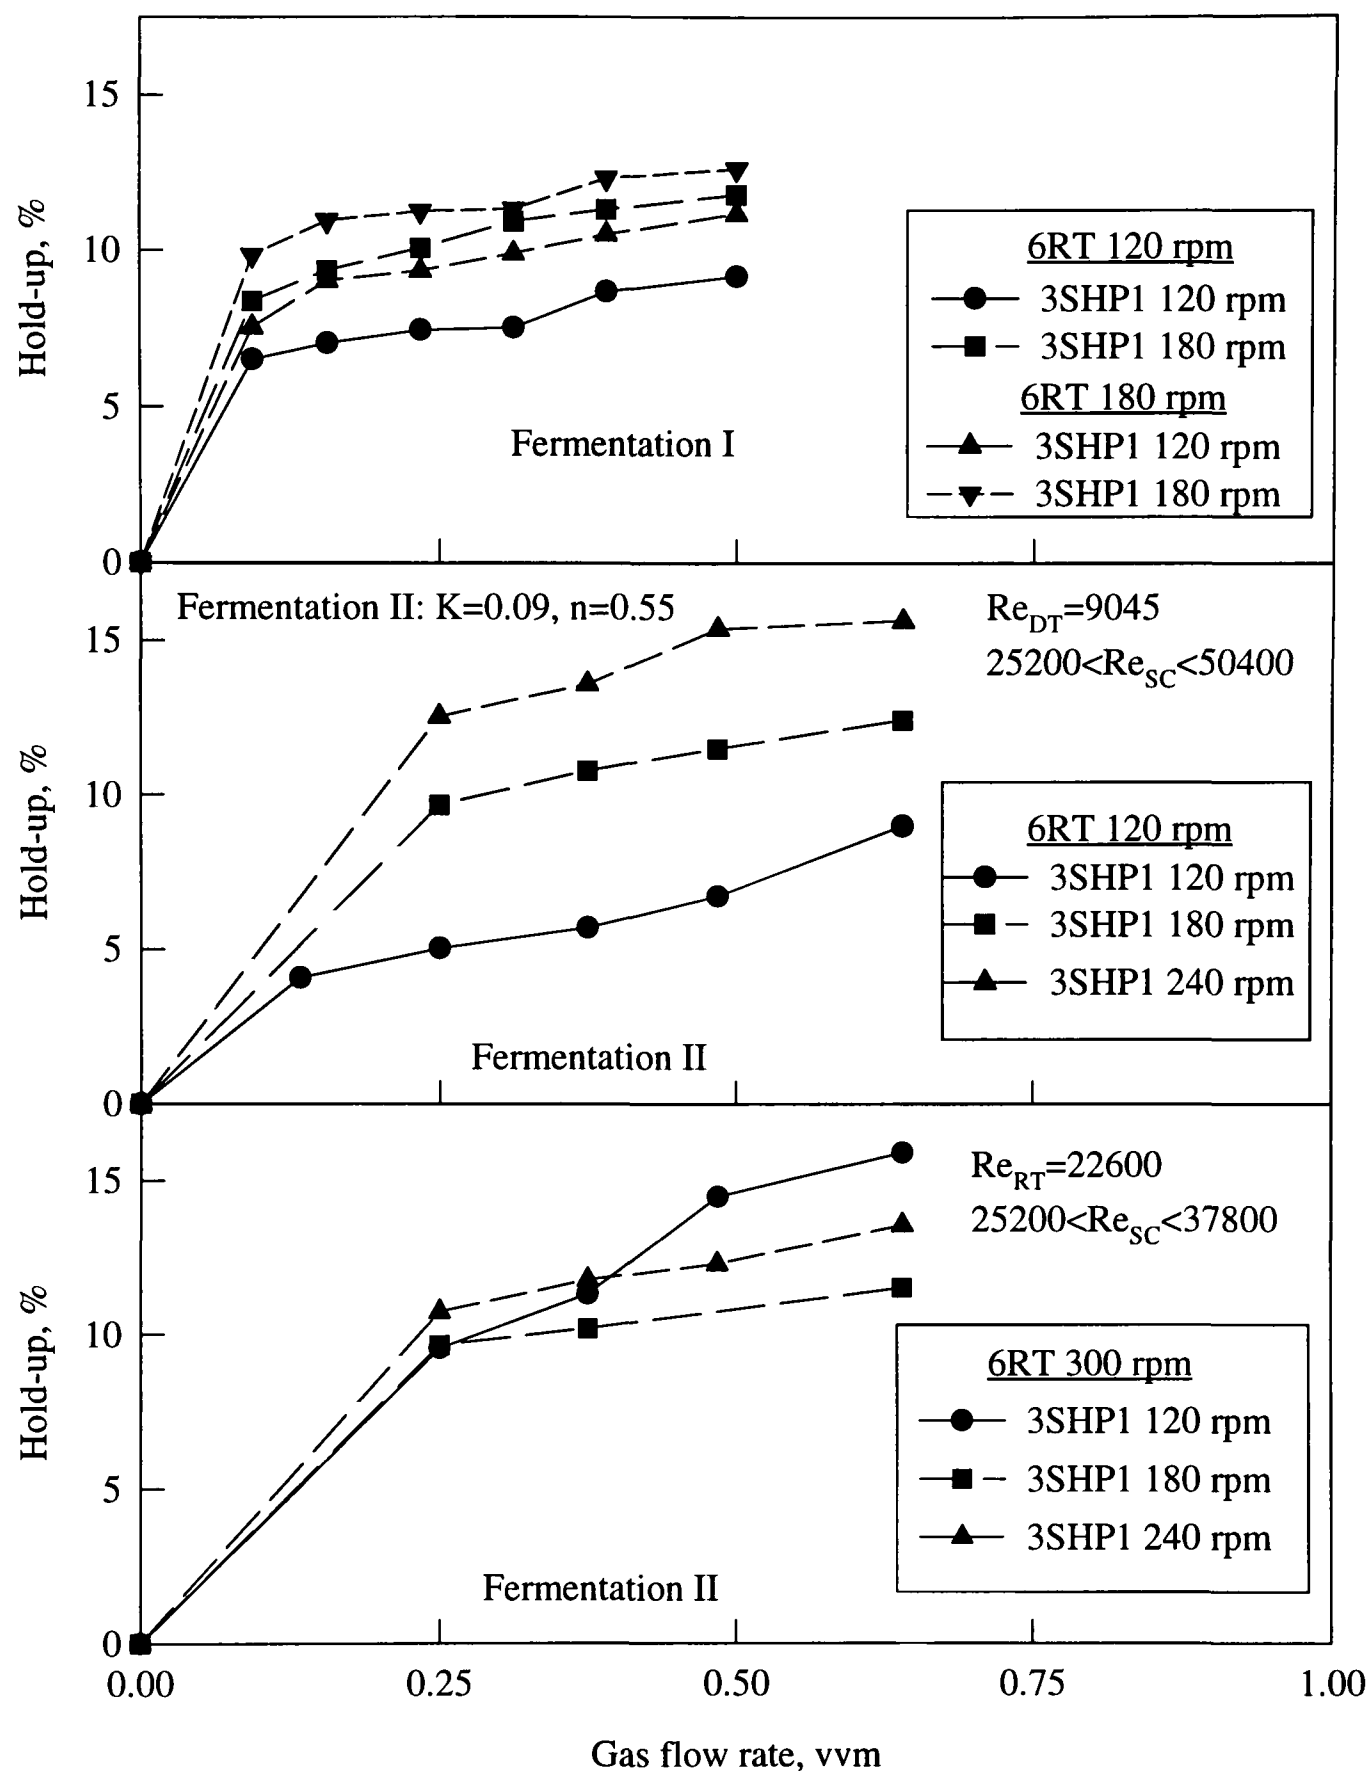 15
10
5
0
Hold-up, %
6RT 120 rpm
3SHP1 120 rpm
3SHP1 180 rpm
6RT 180 rpm
3SHP1 120 rpm
3SHP1 180 rpm
Fermentation I
Fermentation II: K=0.09, n=0.55
Re_DT=9045
25200<Re_SC<50400
15
10
5
0
Hold-up, %
6RT 120 rpm
3SHP1 120 rpm
3SHP1 180 rpm
3SHP1 240 rpm
Fermentation II
Re_RT=22600
25200<Re_SC<37800
15
10
5
0
Hold-up, %
6RT 300 rpm
3SHP1 120 rpm
3SHP1 180 rpm
3SHP1 240 rpm
Fermentation II
0.00 0.25 0.50 0.75 1.00
Gas flow rate, vvm